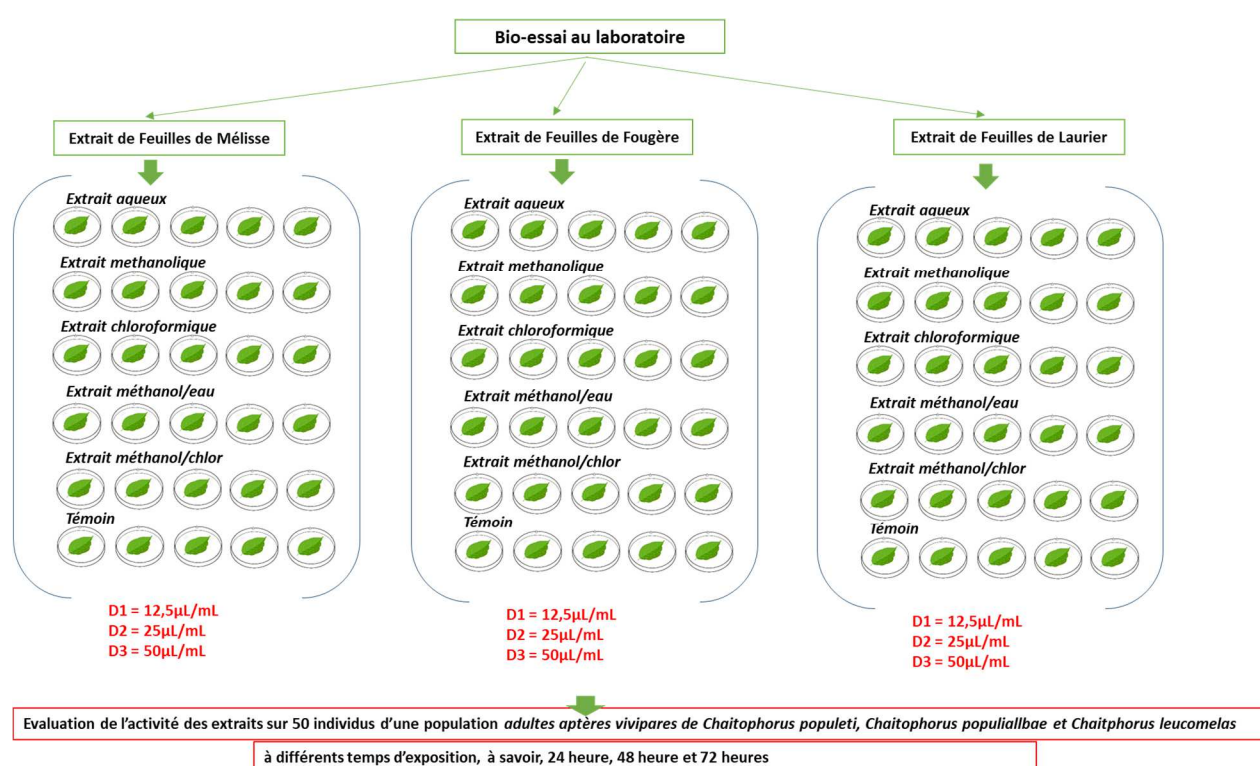 Bio-essai au laboratoire
Extrait de Feuilles de Mélisse
Extrait aqueux
Extrait methanolique
Extrait chloroformique
Extrait méthanol/eau
Extrait méthanol/chlor
Témoin
D1 = 12,5µL/mL
D2 = 25µL/mL
D3 = 50µL/mL
Extrait de Feuilles de Fougère
Extrait aqueux
Extrait methanolique
Extrait chloroformique
Extrait méthanol/eau
Extrait méthanol/chlor
Témoin
D1 = 12,5µL/mL
D2 = 25µL/mL
D3 = 50µL/mL
Extrait de Feuilles de Laurier
Extrait aqueux
Extrait methanolique
Extrait chloroformique
Extrait méthanol/eau
Extrait méthanol/chlor
Témoin
D1 = 12,5µL/mL
D2 = 25µL/mL
D3 = 50µL/mL
Evaluation de l’activité des extraits sur 50 individus d’une population adultes aptères vivipares de Chaitophorus populeti, Chaitophorus populiallbae et Chaitphorus leucomelas
à différents temps d’exposition, à savoir, 24 heure, 48 heure et 72 heures